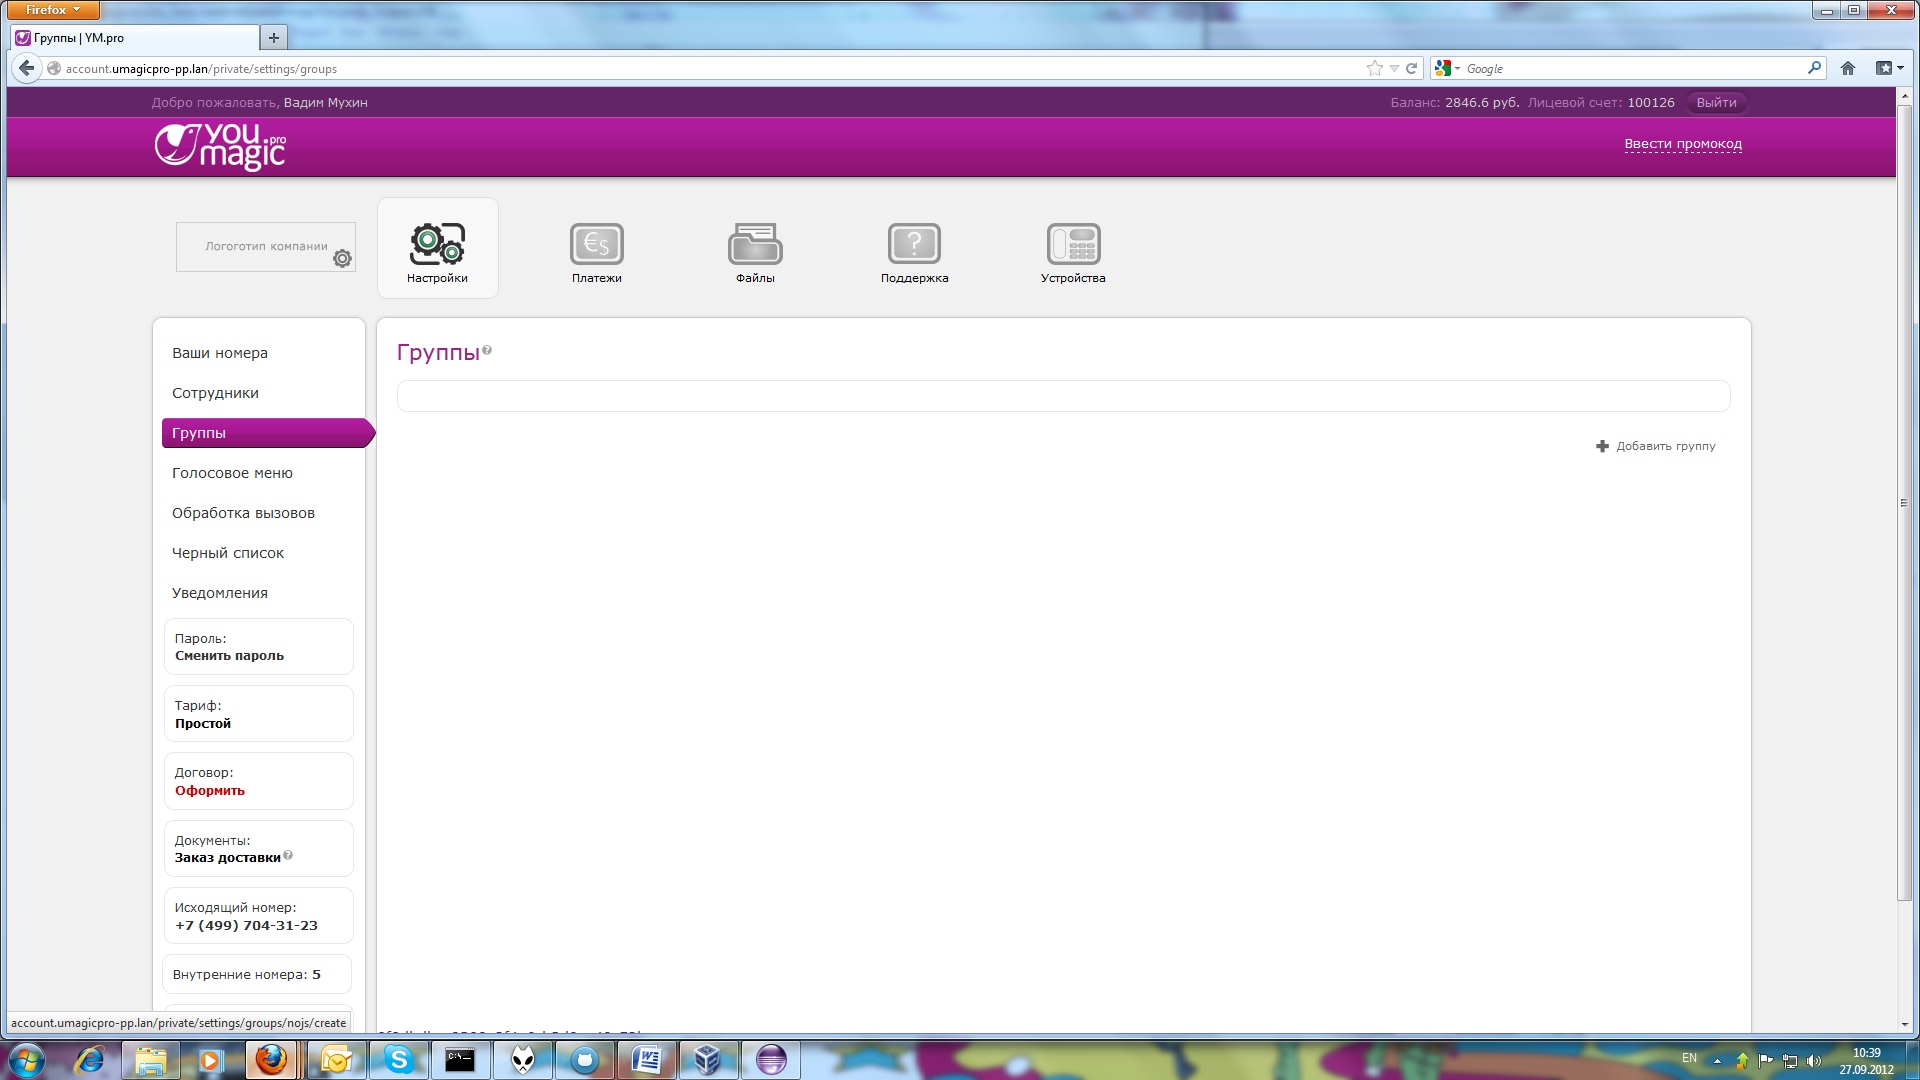 Firefox
Группы | YM.pro
account.umagicpro-pp.lan/private/settings/groups
Google
Добро пожаловать, Вадим Мухин
Баланс: 2846.6 руб. Лицевой счет: 100126 Выйти
you magic .pro
Ввести промокод
Логоготип компании
Настройки
Платежи
Файлы
Поддержка
Устройства
Ваши номера
Сотрудники
Группы
Голосовое меню
Обработка вызовов
Черный список
Уведомления
Пароль:
Сменить пароль
Тариф:
Простой
Договор:
Оформить
Документы:
Заказ доставки
Исходящий номер:
+7 (499) 704-31-23
Внутренние номера: 5
Группы
Добавить группу
account.umagicpro-pp.lan/private/settings/groups/nojs/create
EN
10:39
27.09.2012